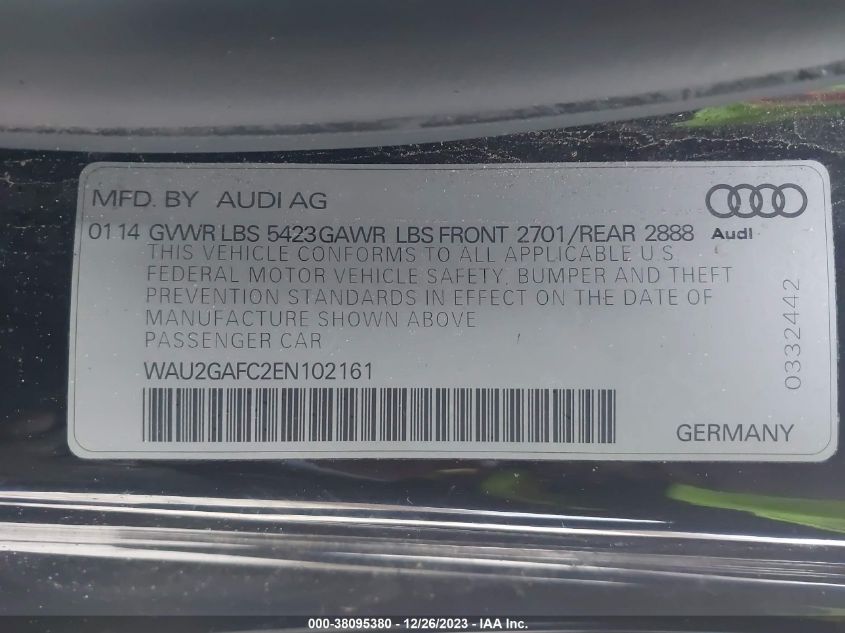 MFD. BY AUDI AG
01 14 GVWR LBS 5423 GAWR LBS FRONT 2701/REAR 2888
Audi
THIS VEHICLE CONFORMS TO ALL APPLICABLE U.S
FEDERAL MOTOR VEHICLE SAFETY, BUMPER AND THEFT
PREVENTION STANDARDS IN EFFECT ON THE DATE OF
MANUFACTURE SHOWN ABOVE
PASSENGER CAR
WAU2GAFC2EN102161
GERMANY
0332442
000-38095380 - 12/26/2023 - IAA Inc.